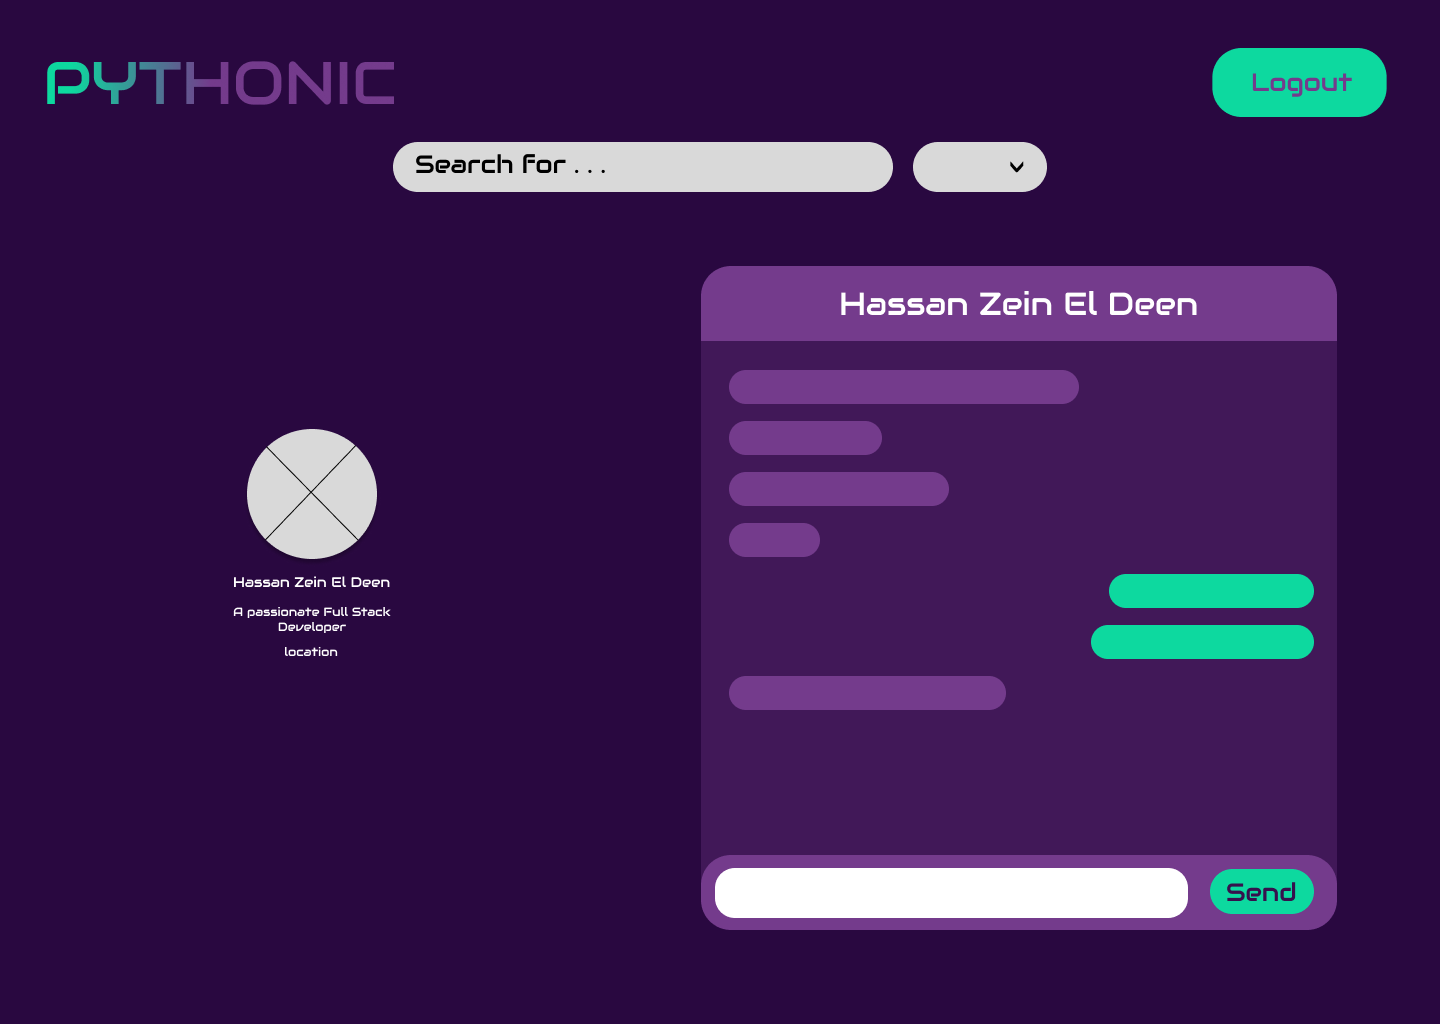 PYTHONIC
Logout
Search for . . .
Hassan Zein El Deen
Hassan Zein El Deen
A passionate Full Stack
Developer
location
Send